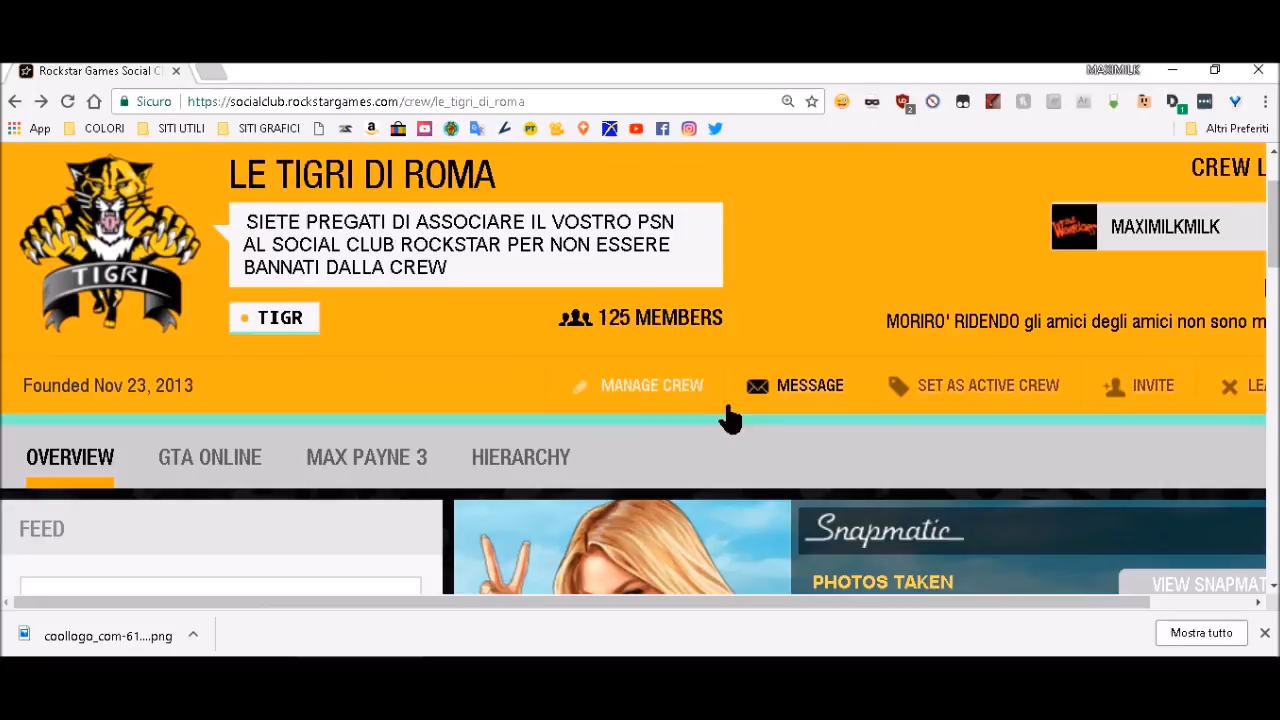 Rockstar Games Social C
MAXIMILK
Sicuro
https://socialclub.rockstargames.com/crew/le_tigri_di_roma
App
COLORI
SITI UTILI
SITI GRAFICI
Altri Preferiti
LE TIGRI DI ROMA
CREW L
SIETE PREGATI DI ASSOCIARE IL VOSTRO PSN
AL SOCIAL CLUB ROCKSTAR PER NON ESSERE
BANNATI DALLA CREW
MAXIMILKMILK
TIGRI
TIGR
125 MEMBERS
MORIRO' RIDENDO gli amici degli amici non sono m
Founded Nov 23, 2013
MANAGE CREW
MESSAGE
SET AS ACTIVE CREW
INVITE
LEA
OVERVIEW
GTA ONLINE
MAX PAYNE 3
HIERARCHY
FEED
Snapmatic
PHOTOS TAKEN
VIEW SNAPMAT
coollogo_com-61....png
Mostra tutto